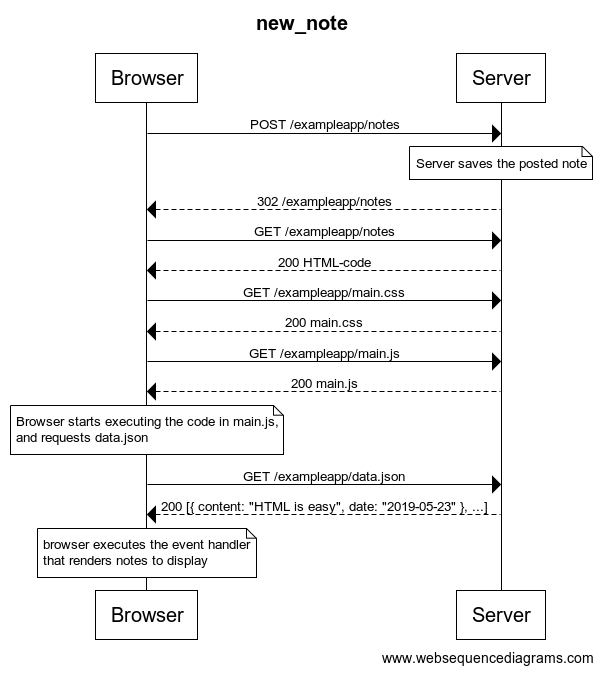 new_note
Browser
Server
POST /exampleapp/notes
Server saves the posted note
302 /exampleapp/notes
GET /exampleapp/notes
200 HTML-code
GET /exampleapp/main.css
200 main.css
GET /exampleapp/main.js
200 main.js
Browser starts executing the code in main.js,
and requests data.json
GET /exampleapp/data.json
200 [{ content: "HTML is easy", date: "2019-05-23" }, ...]
browser executes the event handler
that renders notes to display
Browser
Server
www.websequencediagrams.com